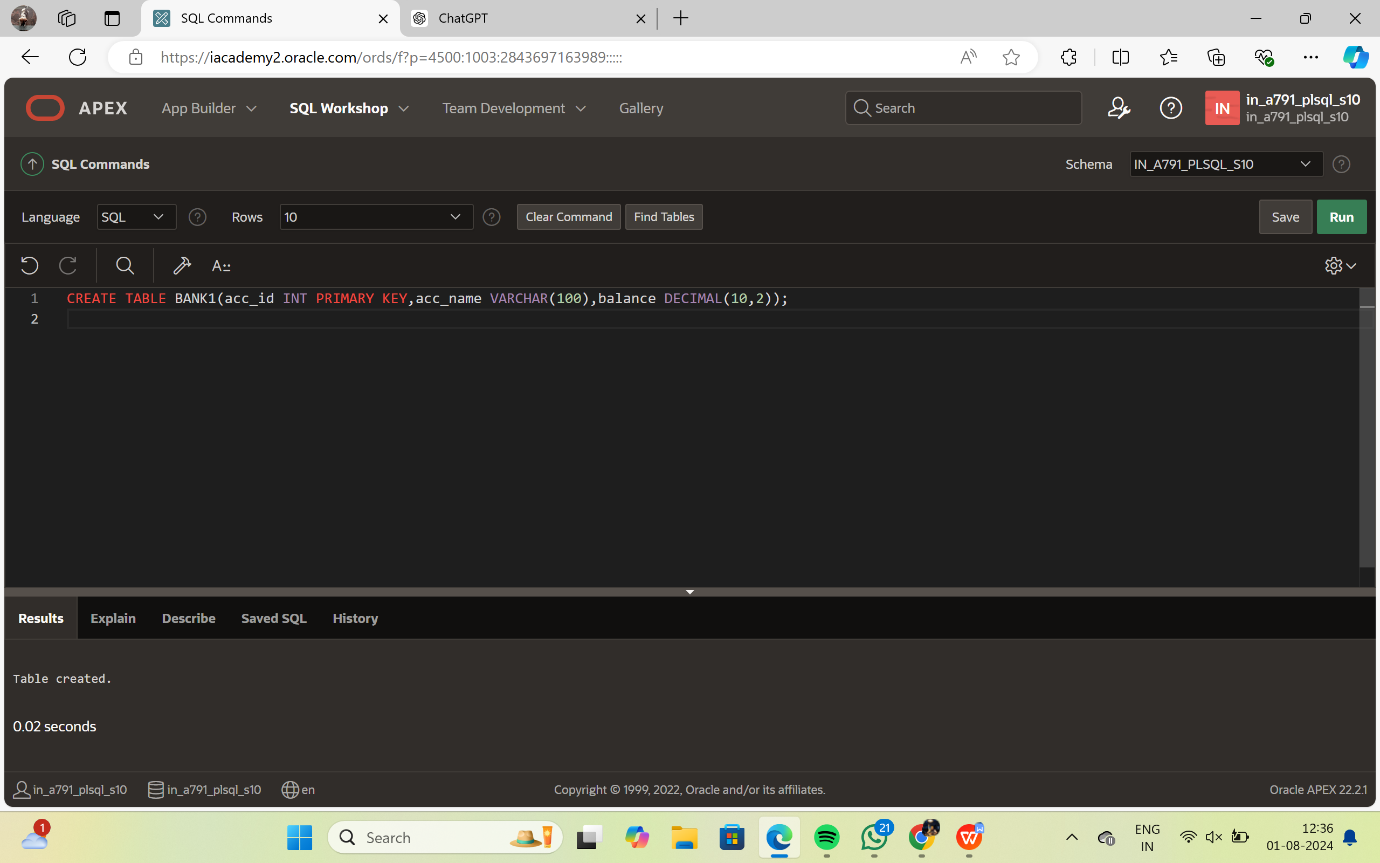 SQL Commands
ChatGPT
https://iacademy2.oracle.com/ords/f?p=4500:1003:2843697163989:::::
APEX
App Builder
SQL Workshop
Team Development
Gallery
Search
IN
in_a791_plsql_s10
in_a791_plsql_s10
SQL Commands
Schema
IN_A791_PLSQL_S10
Language
SQL
Rows
10
Clear Command
Find Tables
Save
Run
1 CREATE TABLE BANK1(acc_id INT PRIMARY KEY,acc_name VARCHAR(100),balance DECIMAL(10,2));
2
Results
Explain
Describe
Saved SQL
History
Table created.
0.02 seconds
in_a791_plsql_s10
in_a791_plsql_s10
en
Copyright © 1999, 2022, Oracle and/or its affiliates.
Oracle APEX 22.2.1
1
Search
21
ENG
IN
12:36
01-08-2024